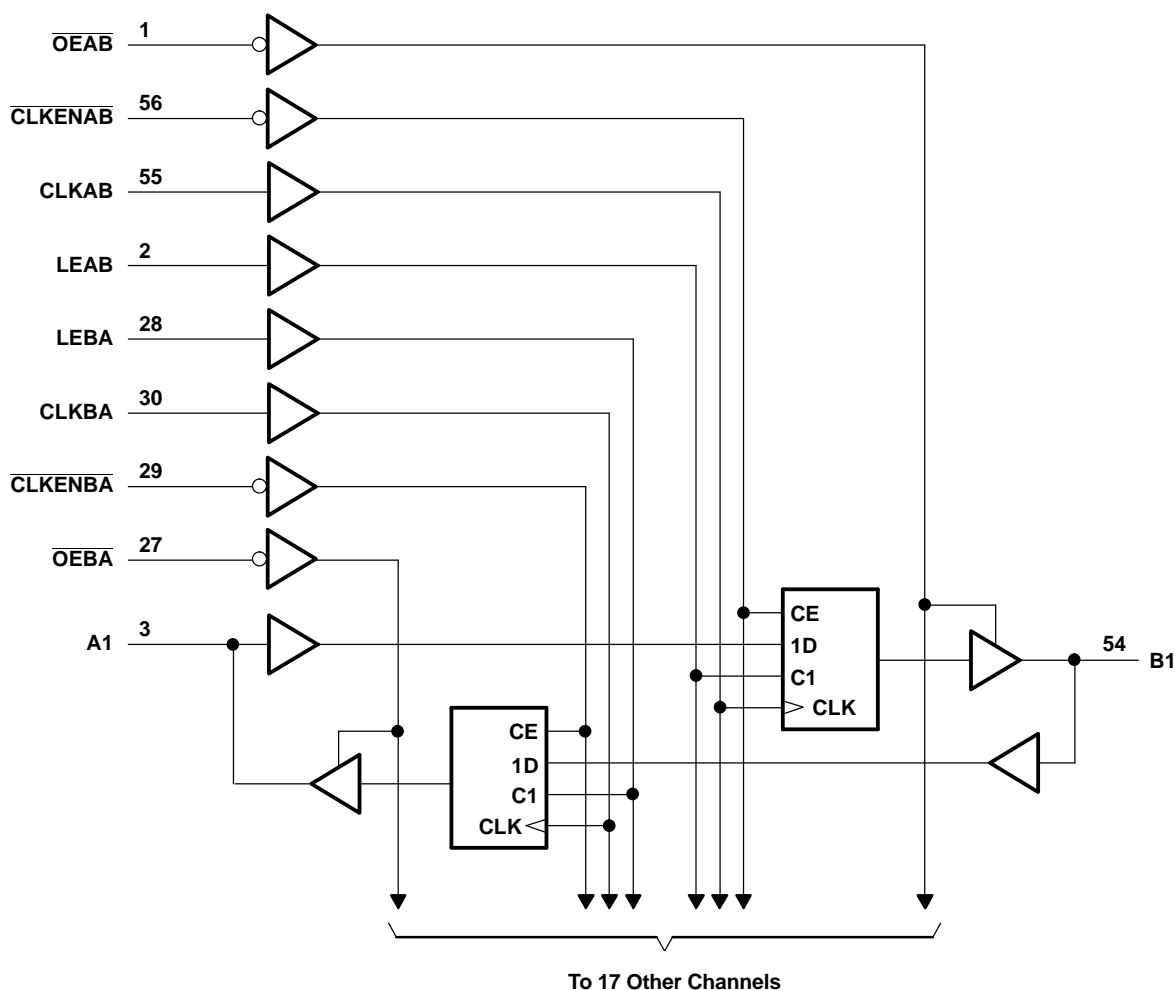 OEAB 1
CLKENAB 56
CLKAB 55
LEAB 2
LEBA 28
CLKBA 30
CLKENBA 29
OEBA 27
A1 3
CE
1D
C1
CLK
54 B1
CE
1D
C1
CLK
To 17 Other Channels